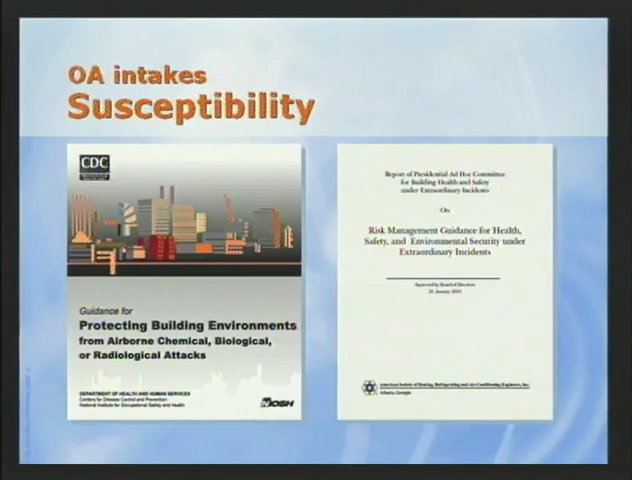 OA intakes
Susceptibility
CDC
Guidance for
Protecting Building Environments
from Airborne Chemical, Biological,
or Radiological Attacks
DEPARTMENT OF HEALTH AND HUMAN SERVICES
Centers for Disease Control and Prevention
National Institute for Occupational Safety and Health
NIOSH
Report of Presidential Ad Hoc Committee
for Building Health and Safety
under Extraordinary Incidents
On
Risk Management Guidance for Health,
Safety, and Environmental Security under
Extraordinary Incidents
Approved by Board of Directors
American Society of Heating, Refrigerating and Air-Conditioning Engineers, Inc.
Atlanta, Georgia